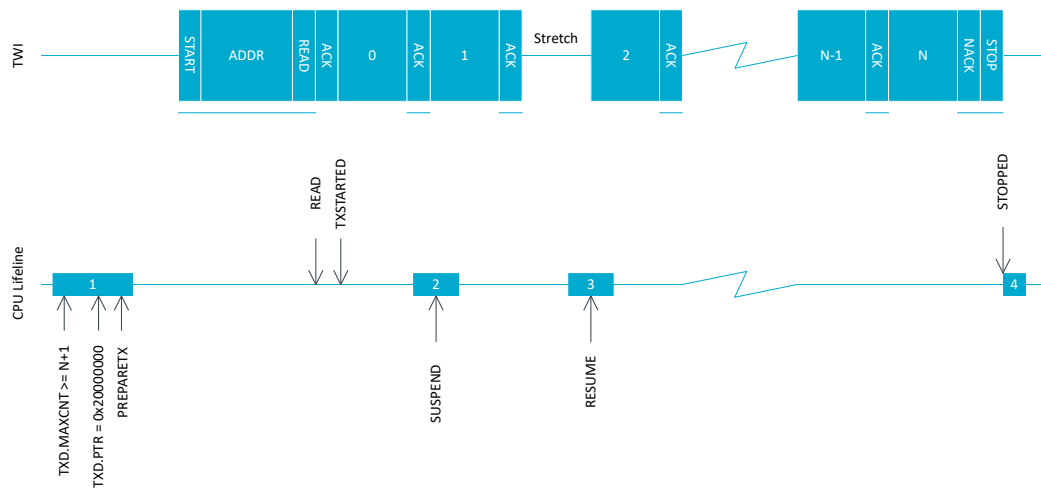 TWI
START
ADDR
READ
ACK
0
ACK
1
ACK
Stretch
2
ACK
N-1
ACK
N
NACK
STOP
READ
TXSTARTED
STOPPED
CPU Lifeline
1
2
3
4
TXD.MAXCNT >= N+1
TXD.PTR = 0x20000000
PREPARETX
SUSPEND
RESUME